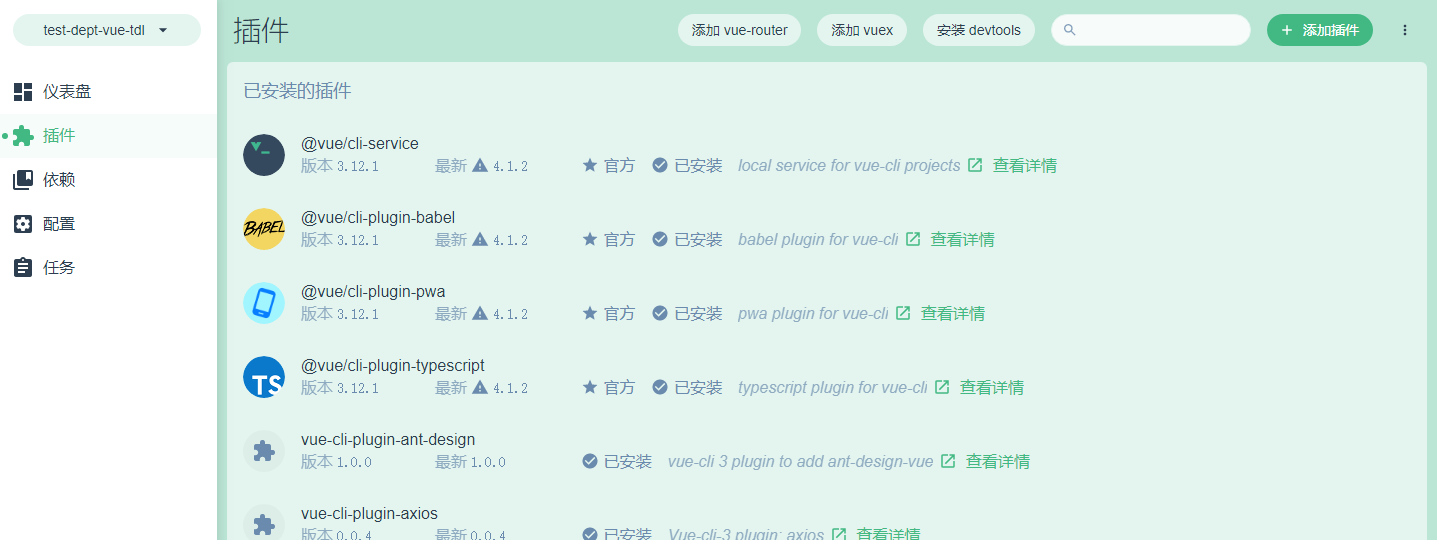 test-dept-vue-tdl
插件
添加 vue-router
添加 vuex
安装 devtools
添加插件
仪表盘
插件
依赖
配置
任务
已安装的插件
@vue/cli-service
版本 3.12.1 最新 4.1.2 官方 已安装 local service for vue-cli projects 查看详情
BABEL
@vue/cli-plugin-babel
版本 3.12.1 最新 4.1.2 官方 已安装 babel plugin for vue-cli 查看详情
@vue/cli-plugin-pwa
版本 3.12.1 最新 4.1.2 官方 已安装 pwa plugin for vue-cli 查看详情
TS
@vue/cli-plugin-typescript
版本 3.12.1 最新 4.1.2 官方 已安装 typescript plugin for vue-cli 查看详情
vue-cli-plugin-ant-design
版本 1.0.0 最新 1.0.0 已安装 vue-cli 3 plugin to add ant-design-vue 查看详情
vue-cli-plugin-axios
版本 0.0.4 最新 0.0.4 已安装 Vue-cli-3 plugin: axios 查看详情